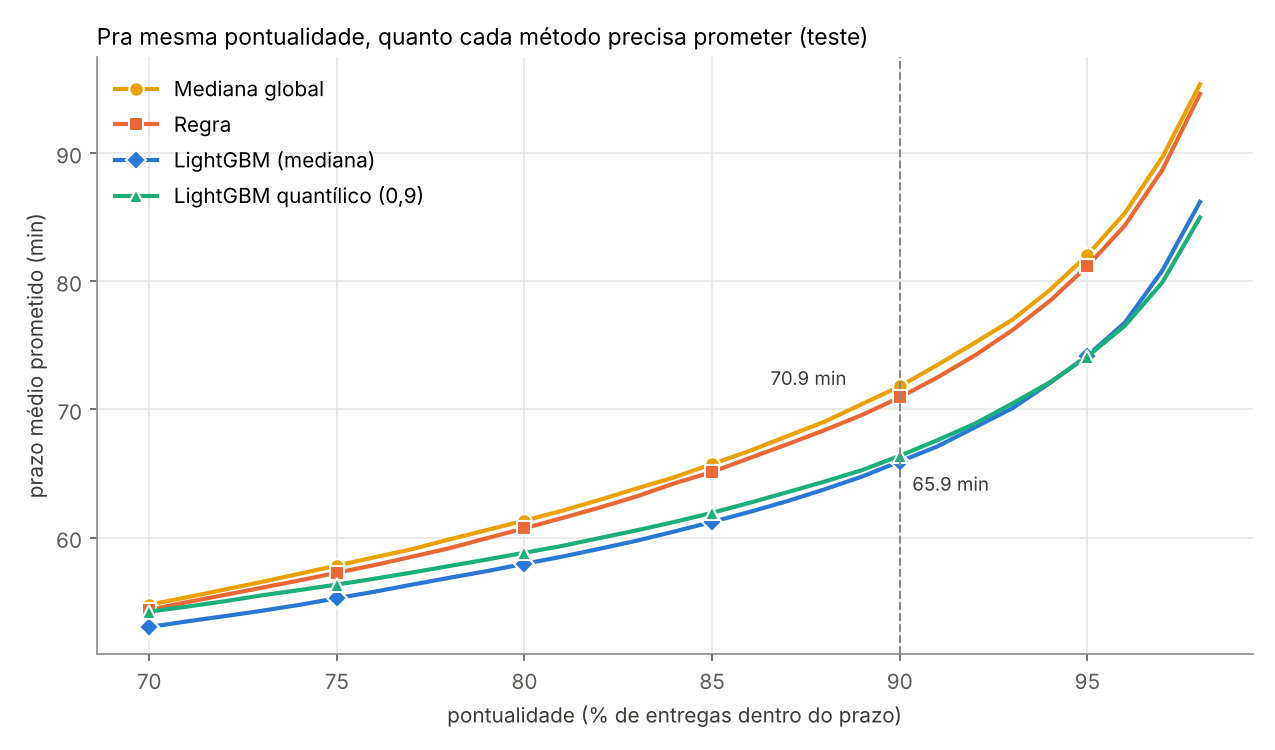 Pra mesma pontualidade, quanto cada método precisa prometer (teste)
Mediana global
Regra
LightGBM (mediana)
LightGBM quantílico (0,9)
prazo médio prometido (min)
90
80
70
60
70.9 min
65.9 min
70
75
80
85
90
95
pontualidade (% de entregas dentro do prazo)